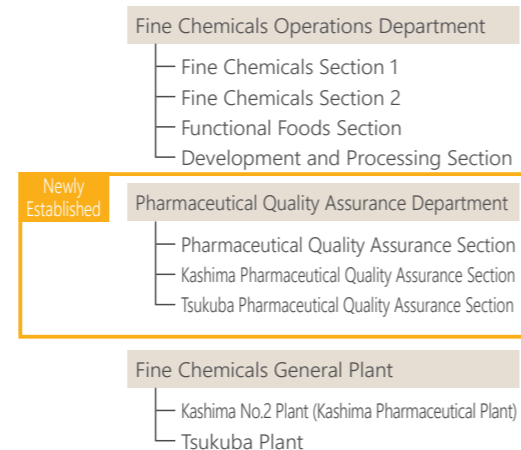 Fine Chemicals Operations Department
Fine Chemicals Section 1
Fine Chemicals Section 2
Functional Foods Section
Development and Processing Section
Newly
Established
Pharmaceutical Quality Assurance Department
Pharmaceutical Quality Assurance Section
Kashima Pharmaceutical Quality Assurance Section
Tsukuba Pharmaceutical Quality Assurance Section
Fine Chemicals General Plant
Kashima No.2 Plant (Kashima Pharmaceutical Plant)
Tsukuba Plant